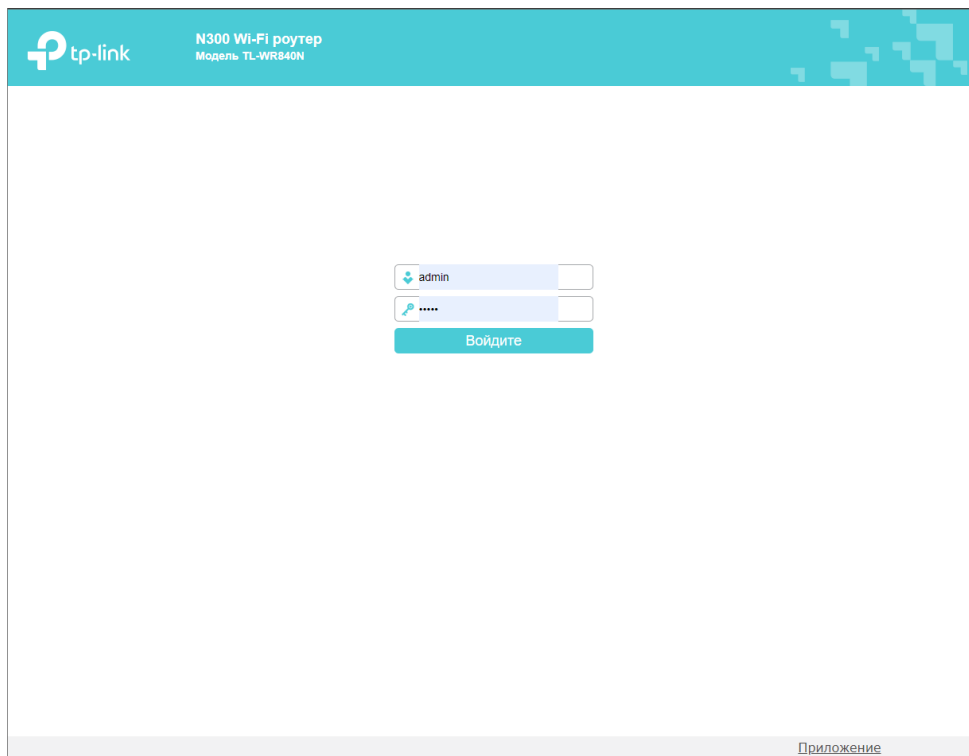 tp-link
N300 Wi-Fi роутер
Модель TL-WR840N
admin
•••••
Войдите
Приложение